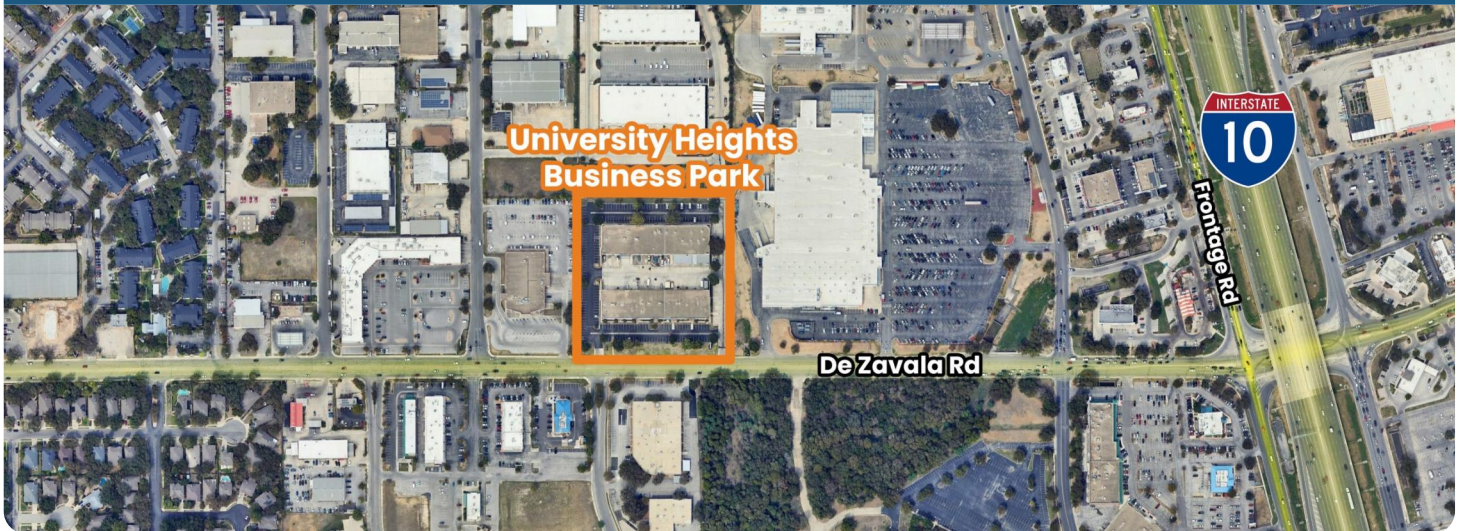 INTERSTATE
10
University Heights
Business Park
Frontage Rd
De Zavala Rd